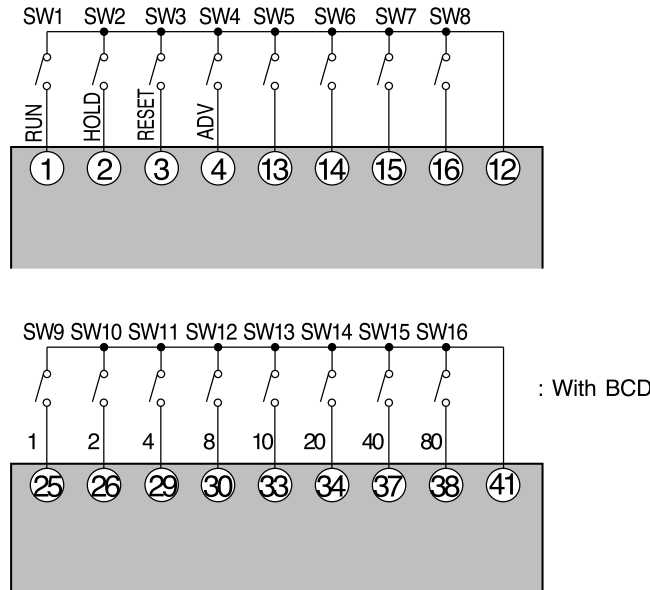 SW1 SW2 SW3 SW4 SW5 SW6 SW7 SW8
RUN HOLD RESET ADV
1 2 3 4 13 14 15 16 12
SW9 SW10 SW11 SW12 SW13 SW14 SW15 SW16
: With BCD
1 2 4 8 10 20 40 80
25 26 29 30 33 34 37 38 41